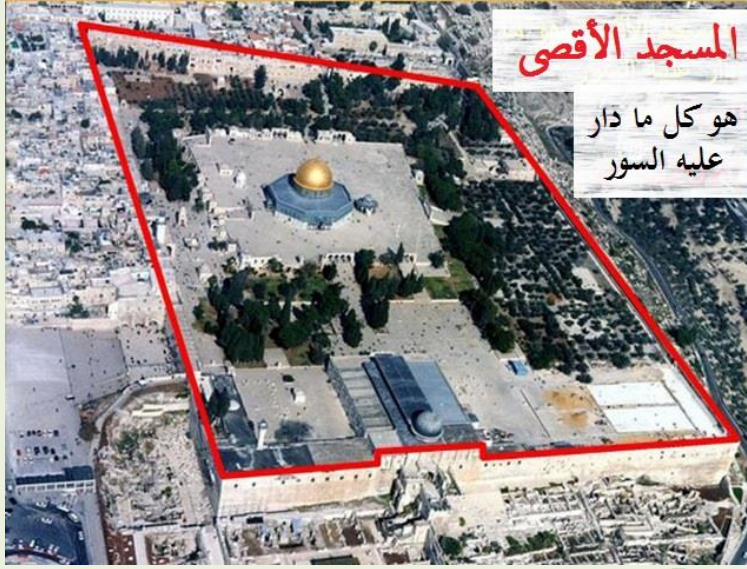 المسجد الأقصى
هو كل ما دار
عليه السور